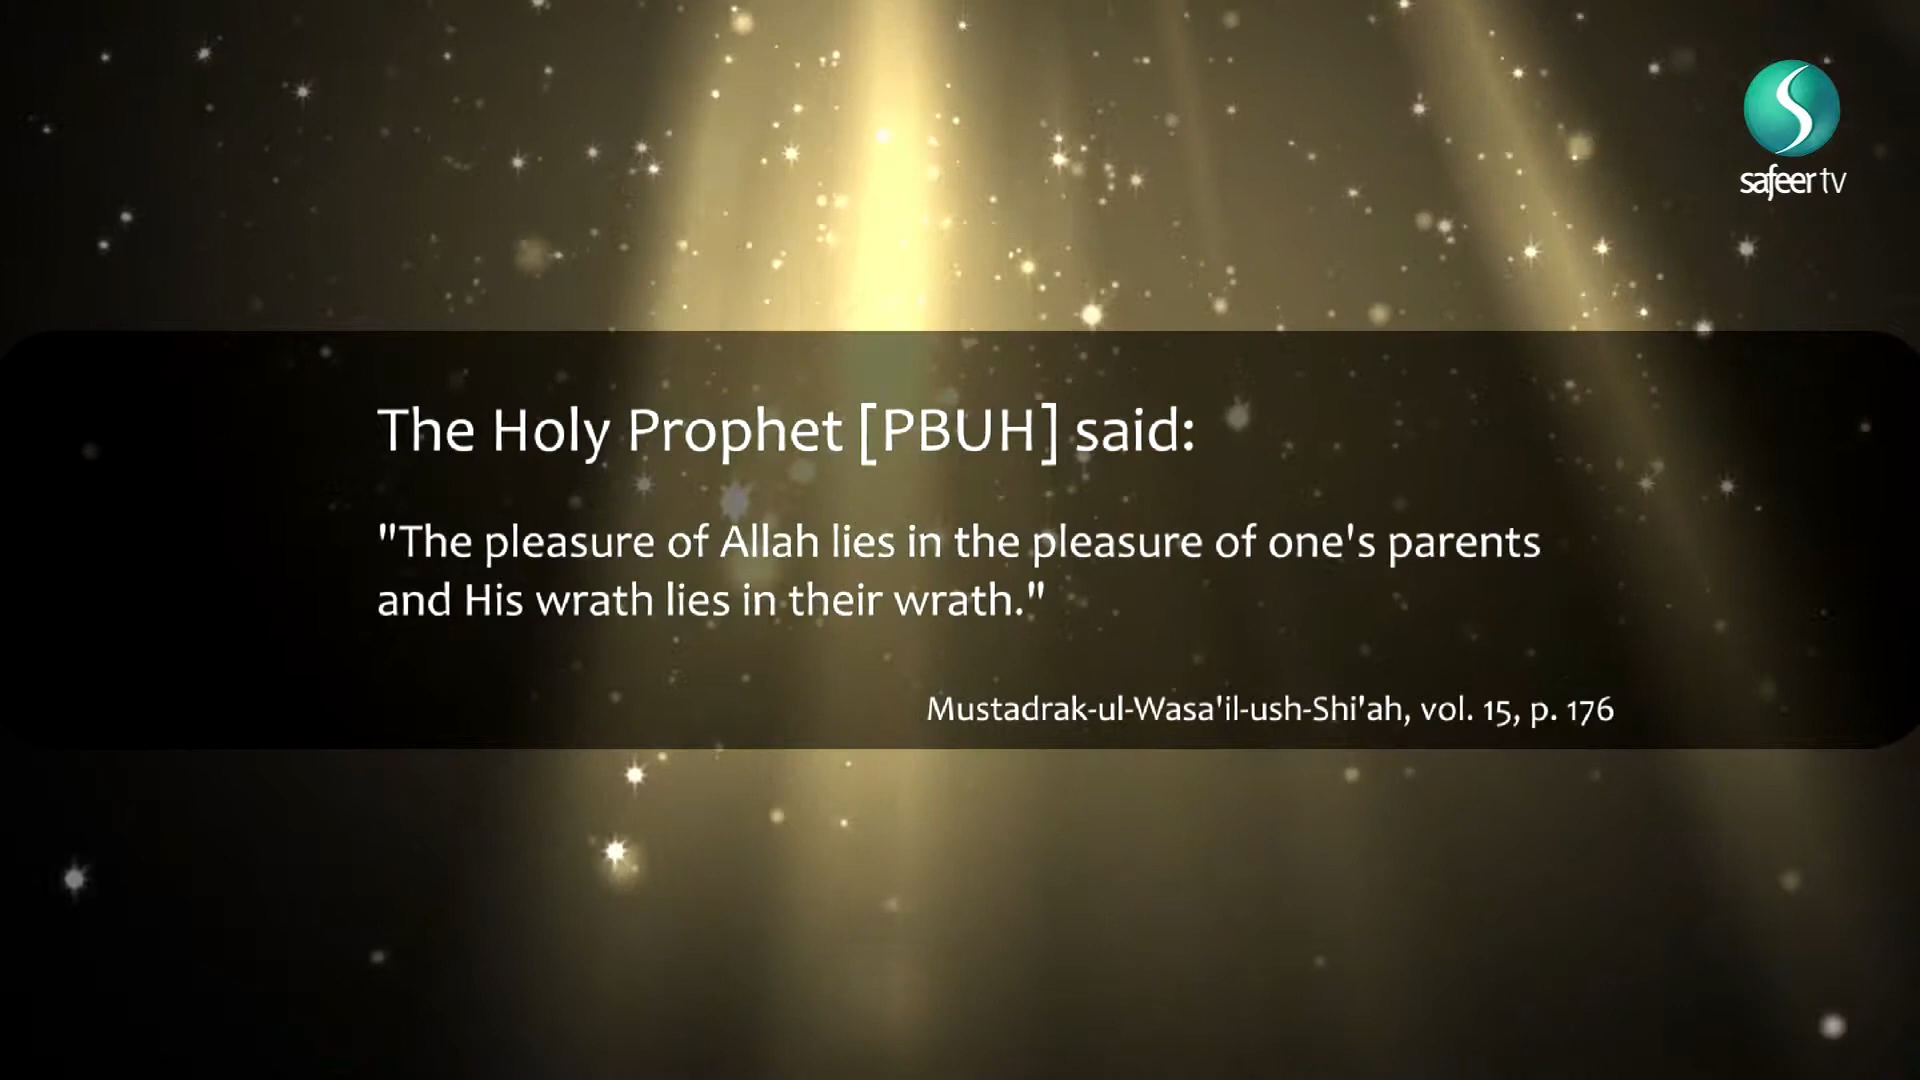 safeer tv
The Holy Prophet [PBUH] said:
"The pleasure of Allah lies in the pleasure of one's parents
and His wrath lies in their wrath."
Mustadrak-ul-Wasa'il-ush-Shi'ah, vol. 15, p. 176